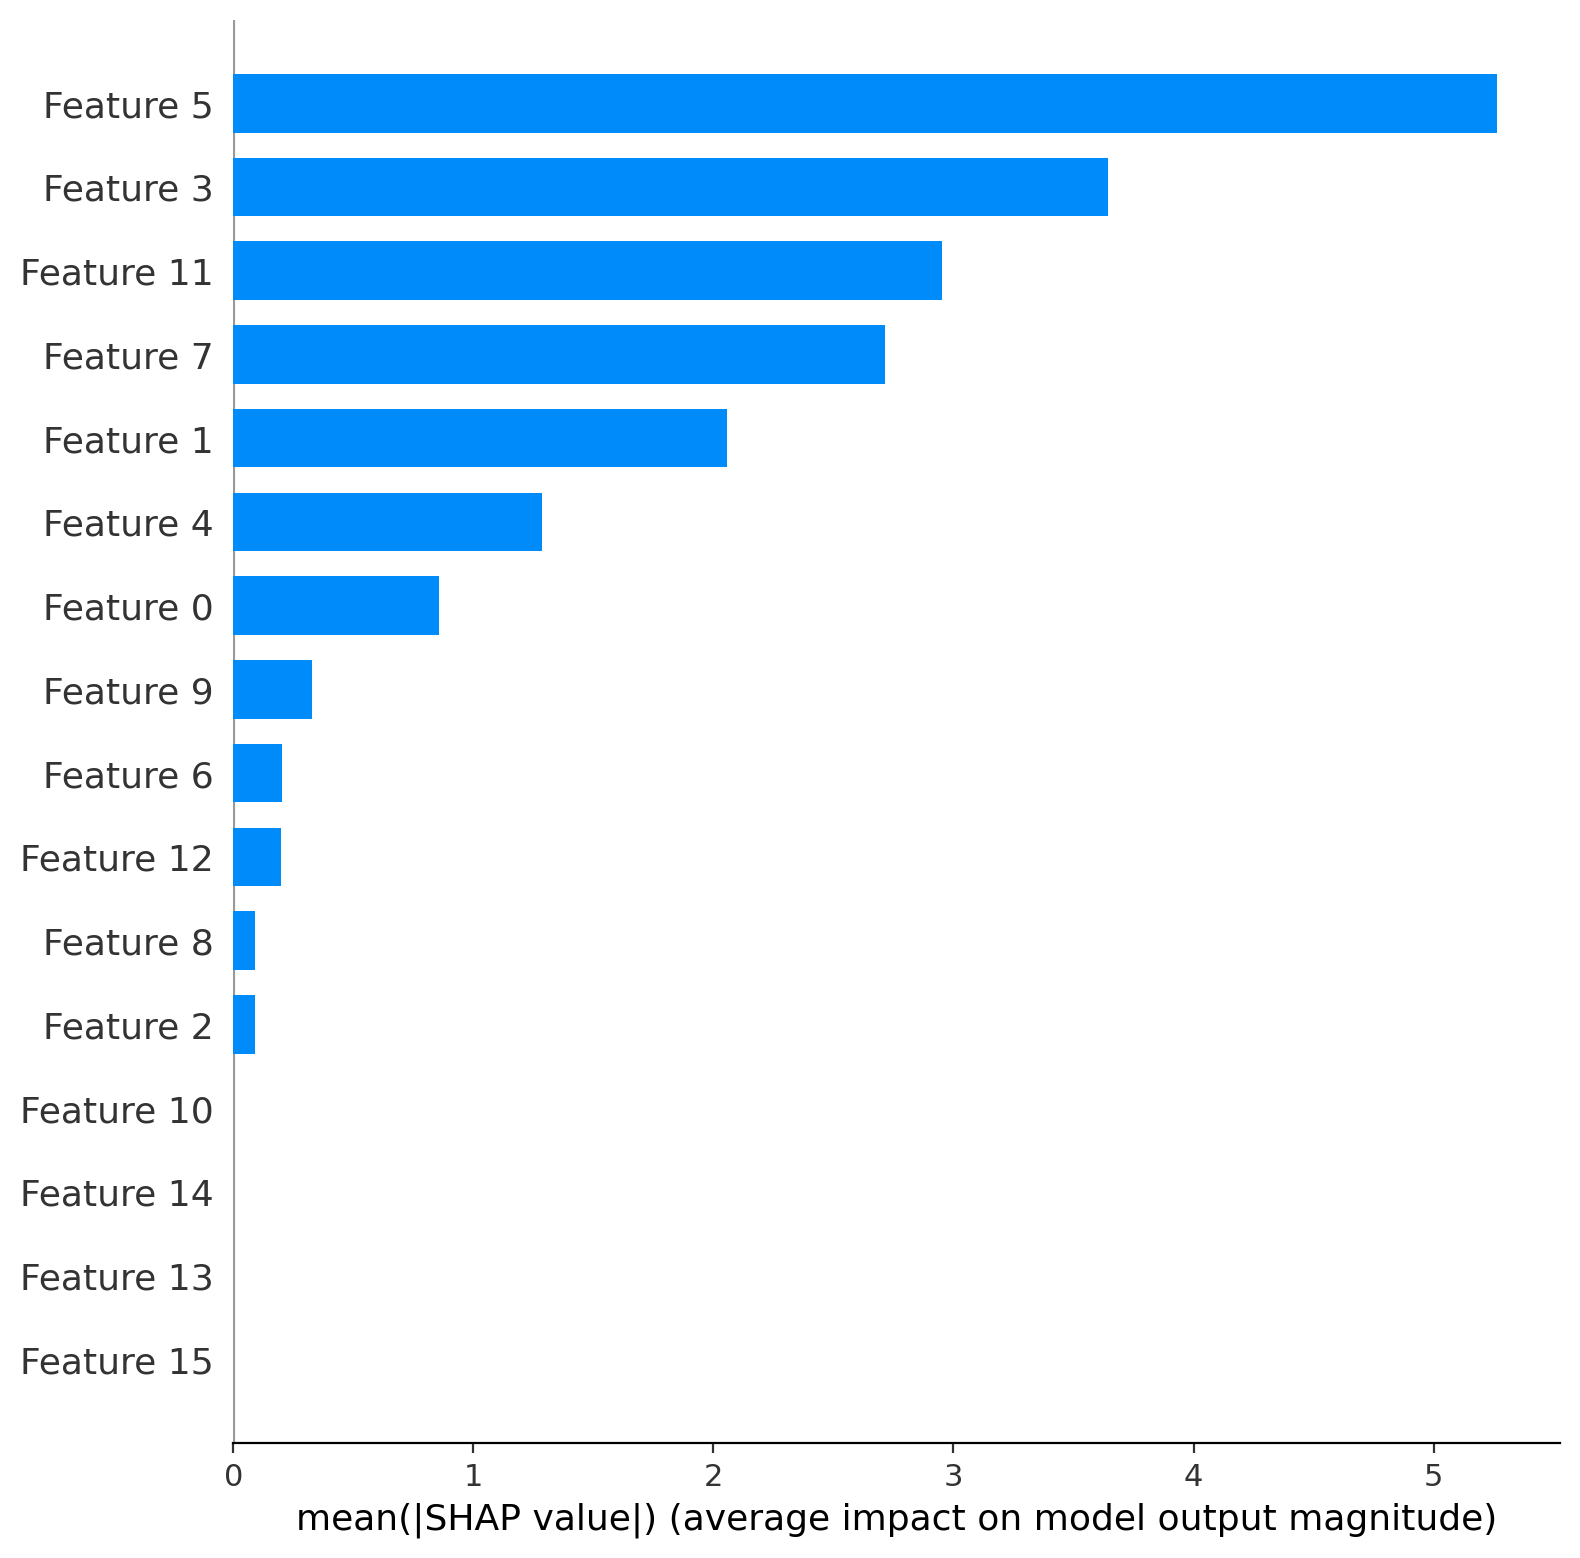 Feature 5
Feature 3
Feature 11
Feature 7
Feature 1
Feature 4
Feature 0
Feature 9
Feature 6
Feature 12
Feature 8
Feature 2
Feature 10
Feature 14
Feature 13
Feature 15
0 1 2 3 4 5
mean(|SHAP value|) (average impact on model output magnitude)